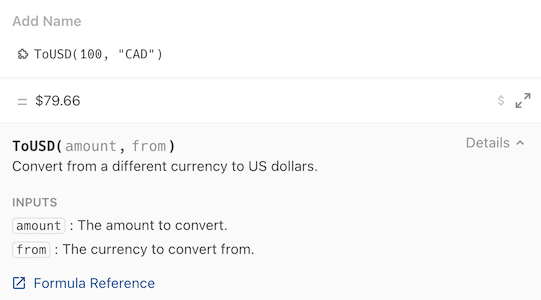 Add Name
ToUSD(100, "CAD")
= $79.66 $
ToUSD(amount, from) Details
Convert from a different currency to US dollars.
INPUTS
amount : The amount to convert.
from : The currency to convert from.
Formula Reference